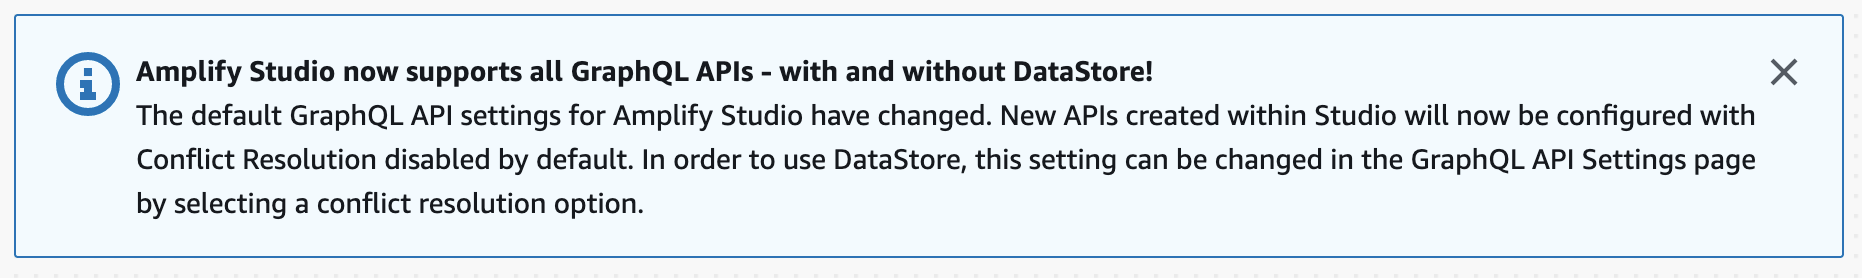 Amplify Studio now supports all GraphQL APIs - with and without DataStore!
The default GraphQL API settings for Amplify Studio have changed. New APIs created within Studio will now be configured with
Conflict Resolution disabled by default. In order to use DataStore, this setting can be changed in the GraphQL API Settings page
by selecting a conflict resolution option.